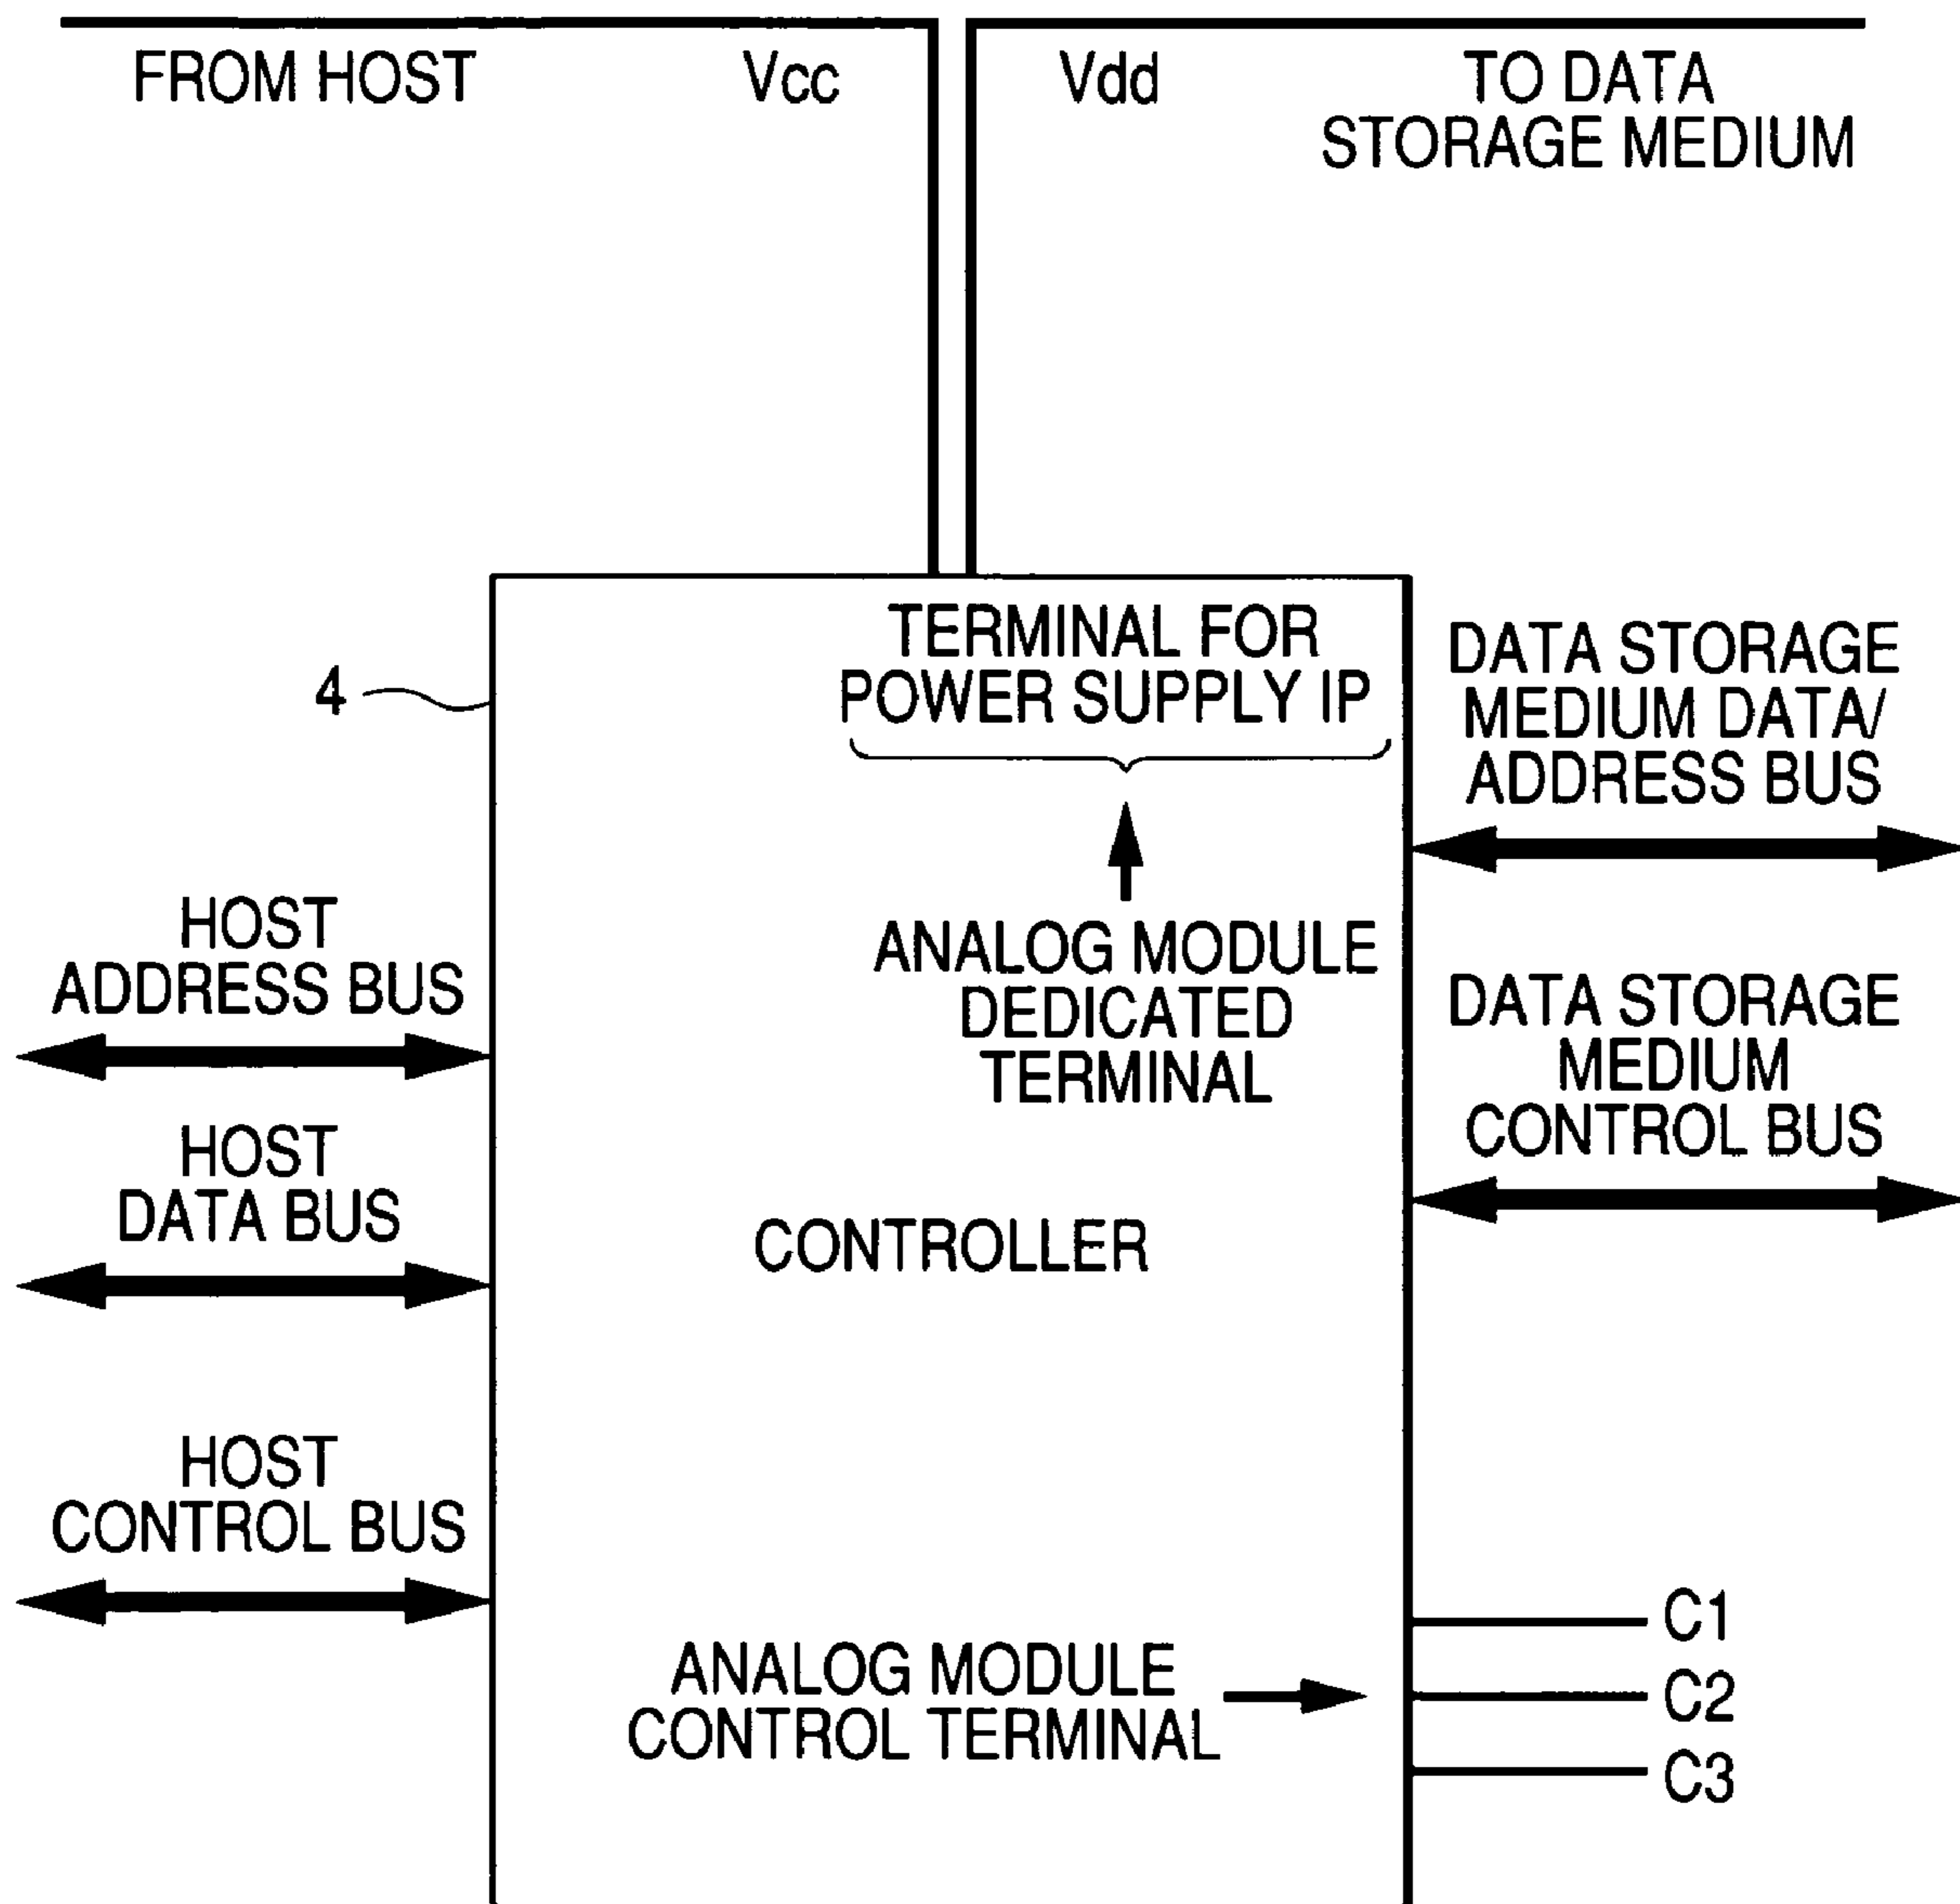 FROM HOST
Vcc
Vdd
TO DATA
STORAGE MEDIUM
TERMINAL FOR
POWER SUPPLY IP
4
DATA STORAGE
MEDIUM DATA/
ADDRESS BUS
HOST
ADDRESS BUS
ANALOG MODULE
DEDICATED
TERMINAL
DATA STORAGE
MEDIUM
CONTROL BUS
HOST
DATA BUS
CONTROLLER
HOST
CONTROL BUS
ANALOG MODULE
CONTROL TERMINAL
C1
C2
C3